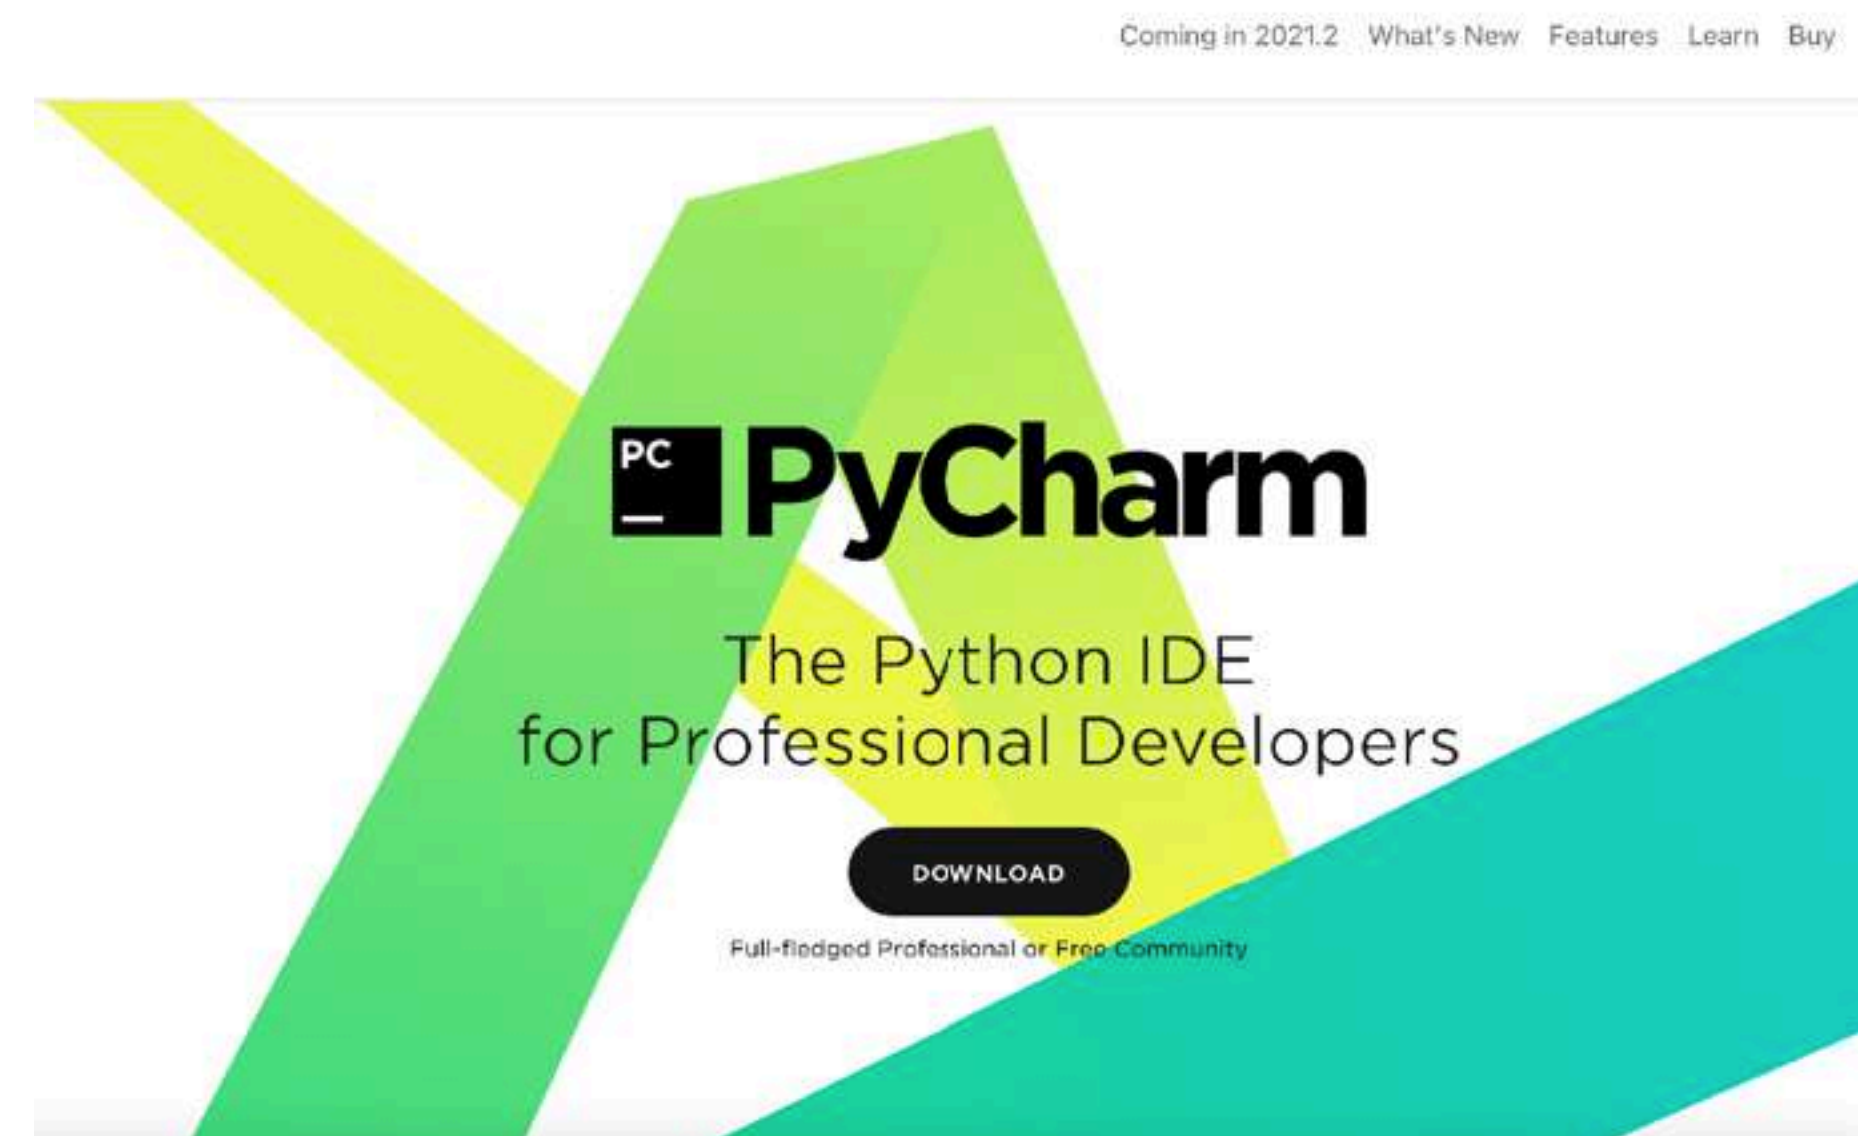 Coming in 2021.2 What's New Features Learn Buy
PC
PyCharm
The Python IDE
for Professional Developers
DOWNLOAD
Full-fledged Professional or Free Community